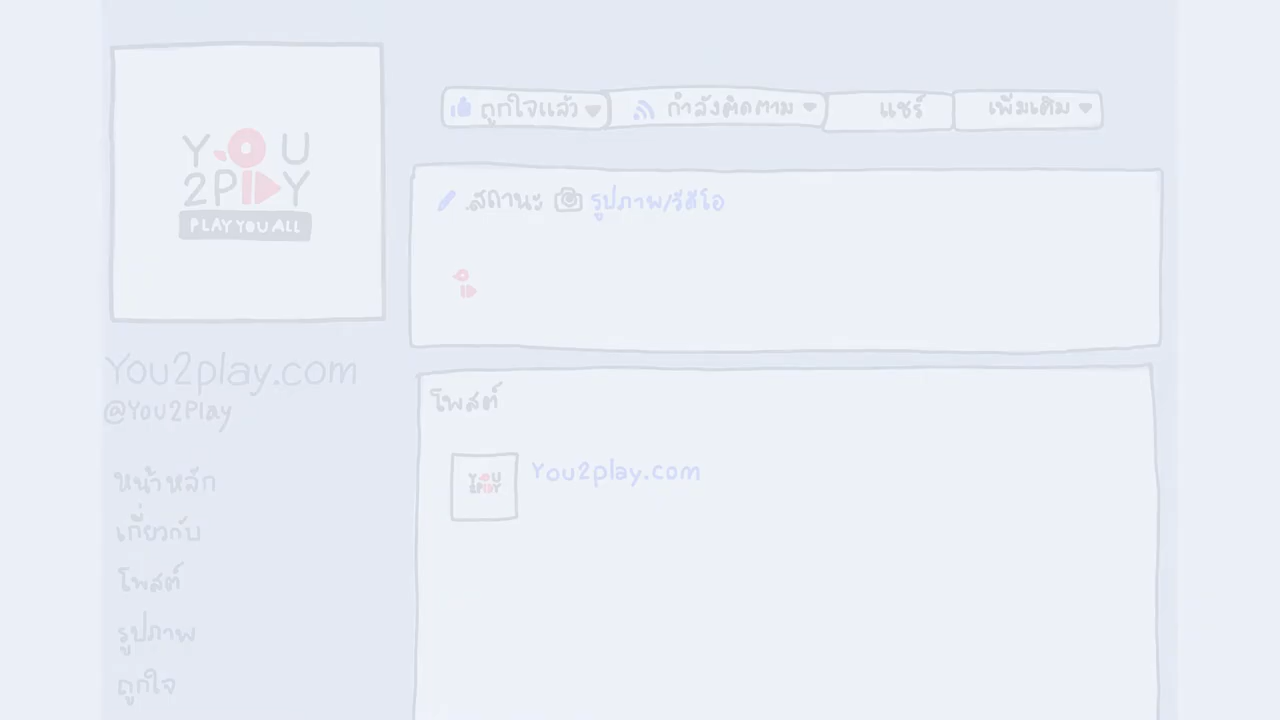 YOU
2PLAY
PLAY YOU ALL
You2play.com
@You2Play
หน้าหลัก
เกี่ยวกับ
โพสต์
รูปภาพ
ถูกใจ
ถูกใจแล้ว
กำลังติดตาม
แชร์
เพิ่มเติม
สถานะ
รูปภาพ/วีดีโอ
โพสต์
YOU
2PLAY
You2play.com